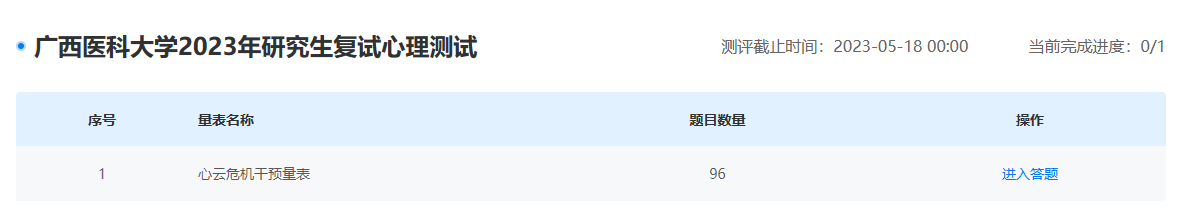 广西医科大学2023年研究生复试心理测试 测评截止时间：2023-05-18 00:00 当前完成进度：0/1
序号 量表名称 题目数量 操作
1 心云危机干预量表 96 进入答题